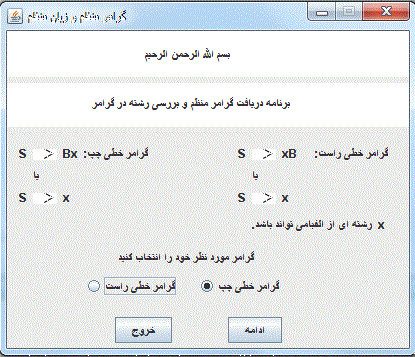 گرامر منظم و زبان منظم
بسم الله الرحمن الرحیم
برنامه دریافت گرامر منظم و بررسی رشته در گرامر
گرامر خطی راست: S -> xB گرامر خطی چپ: S -> Bx
یا یا
S -> x S -> x
x رشته ای از الفبامی تواند باشد.
گرامر مورد نظر خود را انتخاب کنید
گرامر خطی چپ گرامر خطی راست
ادامه خروج